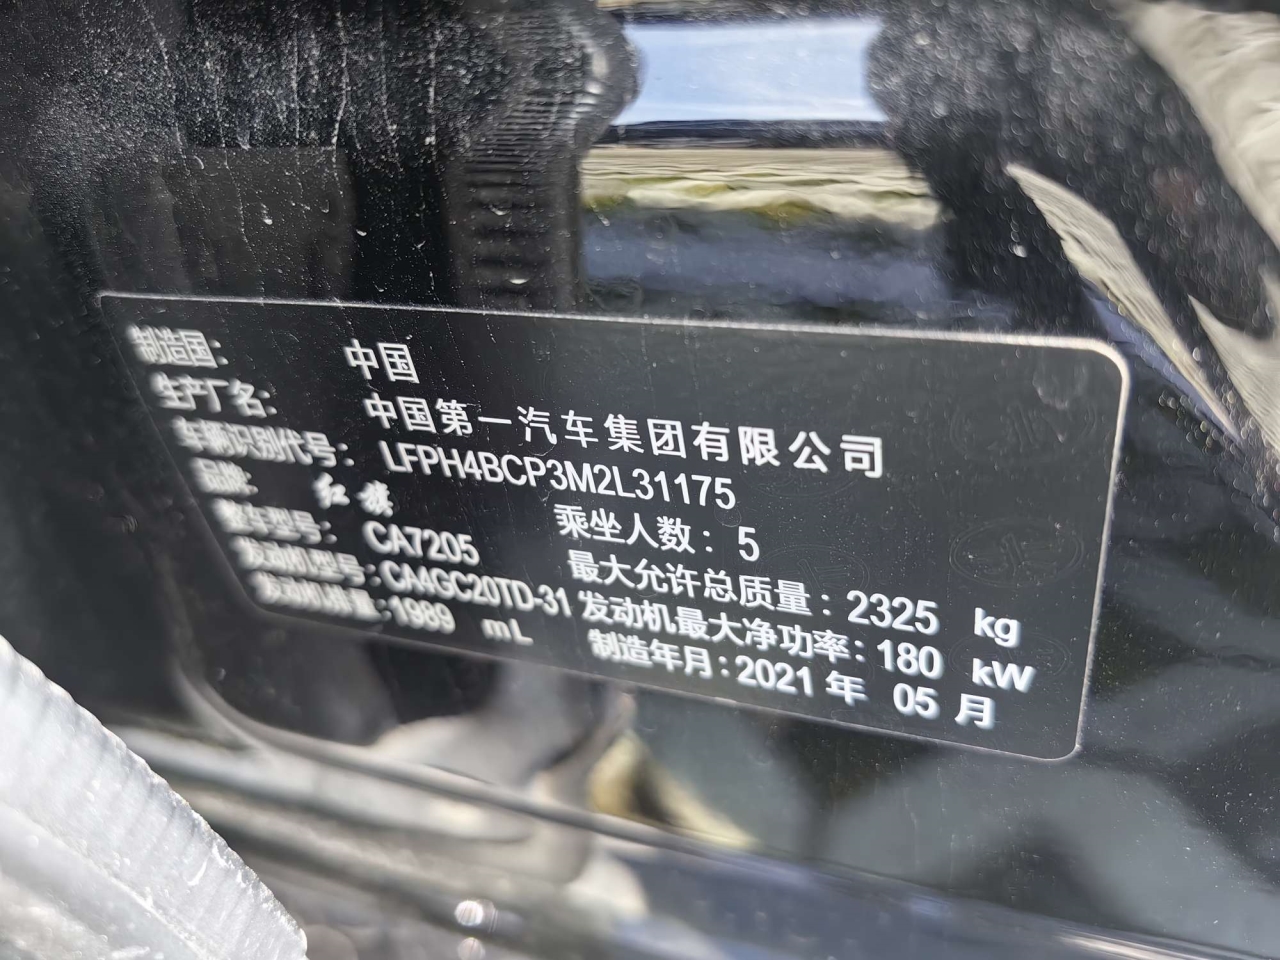 制造国: 中国
生产厂名: 中国第一汽车集团有限公司
车辆识别代号: LFPH4BCP3M2L31175
品牌: 红旗 乘坐人数: 5
整车型号: CA7205 最大允许总质量: 2325 kg
发动机型号: CA4GC20TD-31 发动机最大净功率: 180 kW
发动机排量: 1989 mL 制造年月: 2021 年 05 月